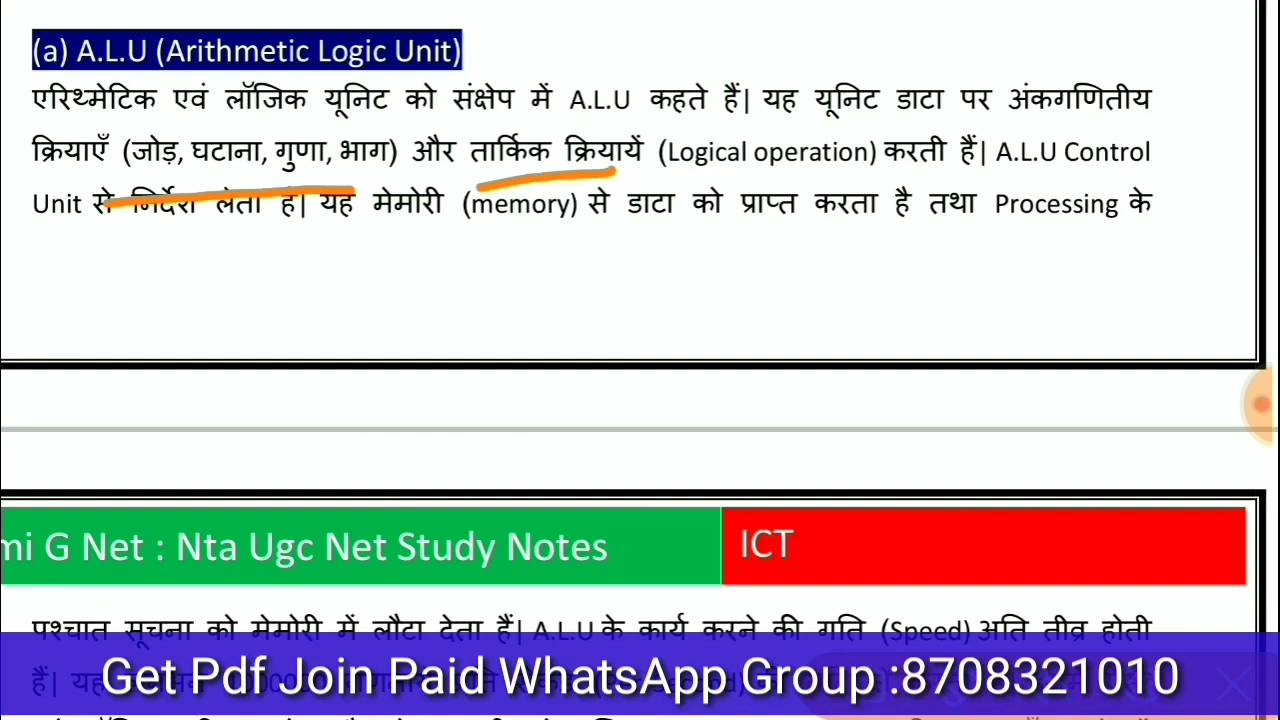 (a) A.L.U (Arithmetic Logic Unit)
एरिथ्मेटिक एवं लॉजिक यूनिट को संक्षेप में A.L.U कहते हैं| यह यूनिट डाटा पर अंकगणितीय
क्रियाएँ (जोड़, घटाना, गुणा, भाग) और तार्किक क्रियायें (Logical operation) करती हैं| A.L.U Control
Unit से निर्देश लेता है| यह मेमोरी (memory) से डाटा को प्राप्त करता है तथा Processing के
mi G Net : Nta Ugc Net Study Notes
ICT
पश्चात सूचना को मेमोरी में लौटा देता हैं| A.L.U के कार्य करने की गति (Speed) अति तीव्र होती
हैं| यह
Get Pdf Join Paid WhatsApp Group :8708321010